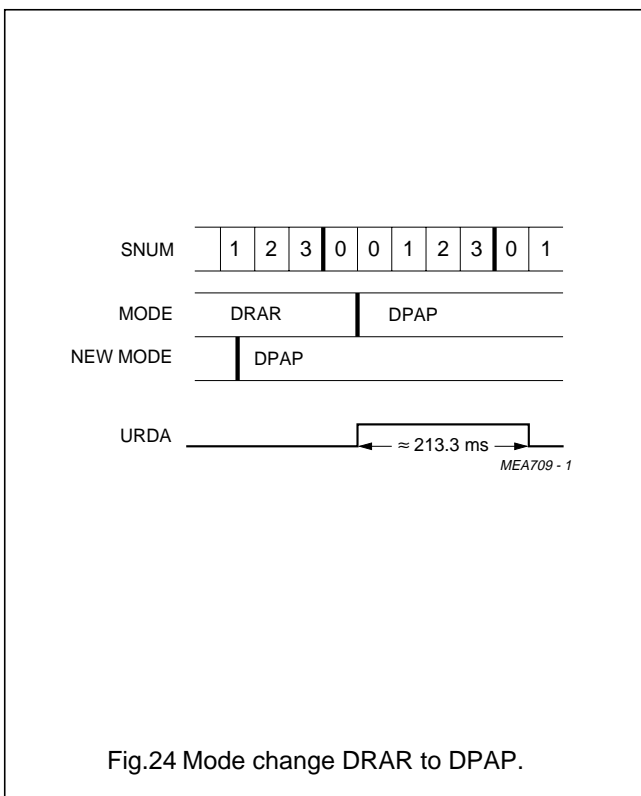 SNUM 1 2 3 0 0 1 2 3 0 1
MODE DRAR DPAP
NEW MODE DPAP
URDA ≈ 213.3 ms
MEA709 - 1
Fig.24 Mode change DRAR to DPAP.